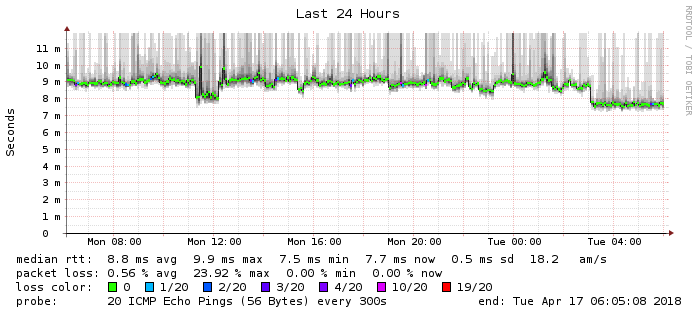 Last 24 Hours
RRDTOOL / TOBI OETIKER
Seconds
11 m
10 m
9 m
8 m
7 m
6 m
5 m
4 m
3 m
2 m
1 m
0
Mon 08:00 Mon 12:00 Mon 16:00 Mon 20:00 Tue 00:00 Tue 04:00
median rtt: 8.8 ms avg 9.9 ms max 7.5 ms min 7.7 ms now 0.5 ms sd 18.2 am/s
packet loss: 0.56 % avg 23.92 % max 0.00 % min 0.00 % now
loss color: 0 1/20 2/20 3/20 4/20 10/20 19/20
probe: 20 ICMP Echo Pings (56 Bytes) every 300s end: Tue Apr 17 06:05:08 2018